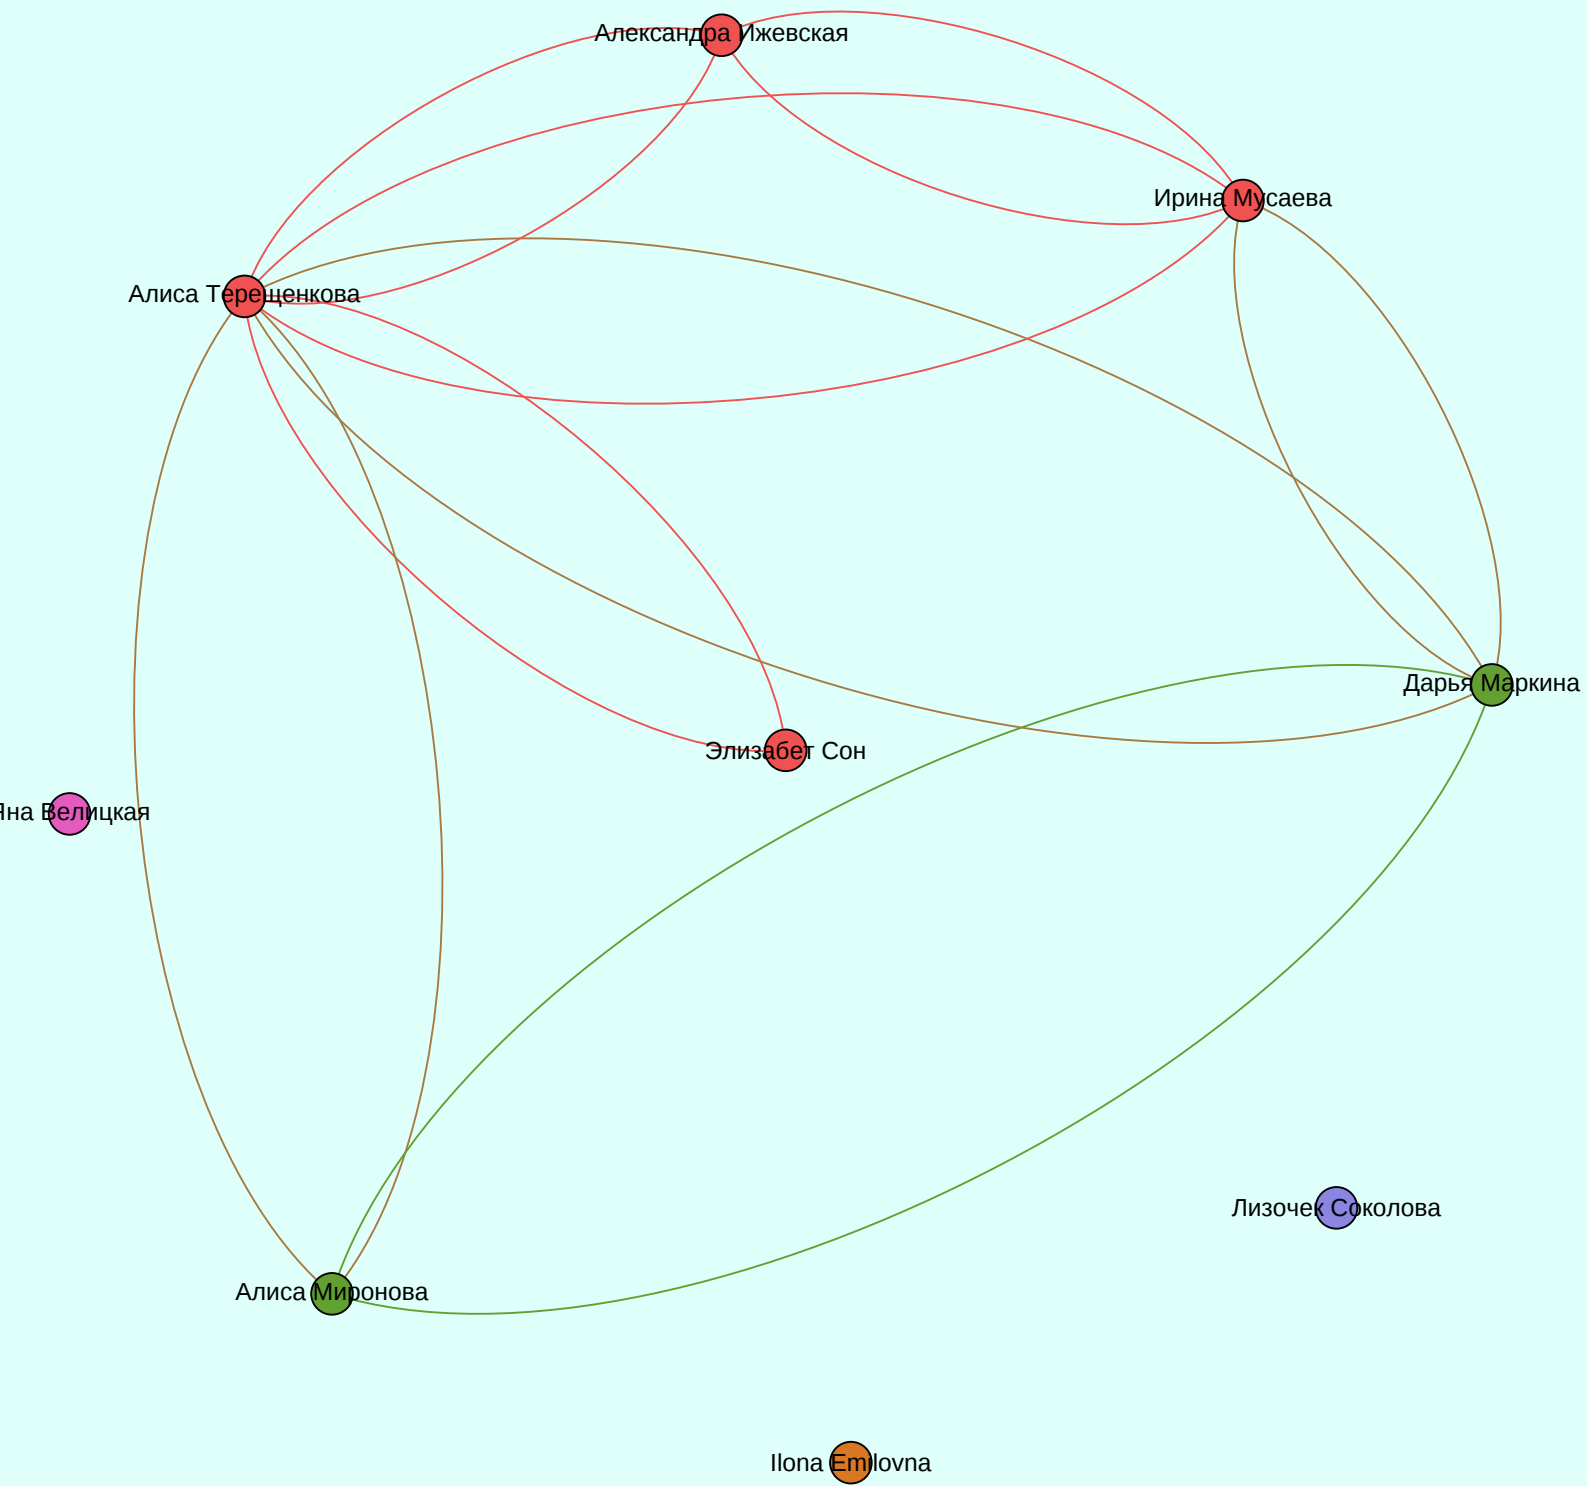 Александра Ижевская
Ирина Мусаева
Алиса Терещенкова
Дарья Маркина
Элизабет Сон
Яна Велицкая
Лизочек Соколова
Алиса Миронова
Ilona Emilovna